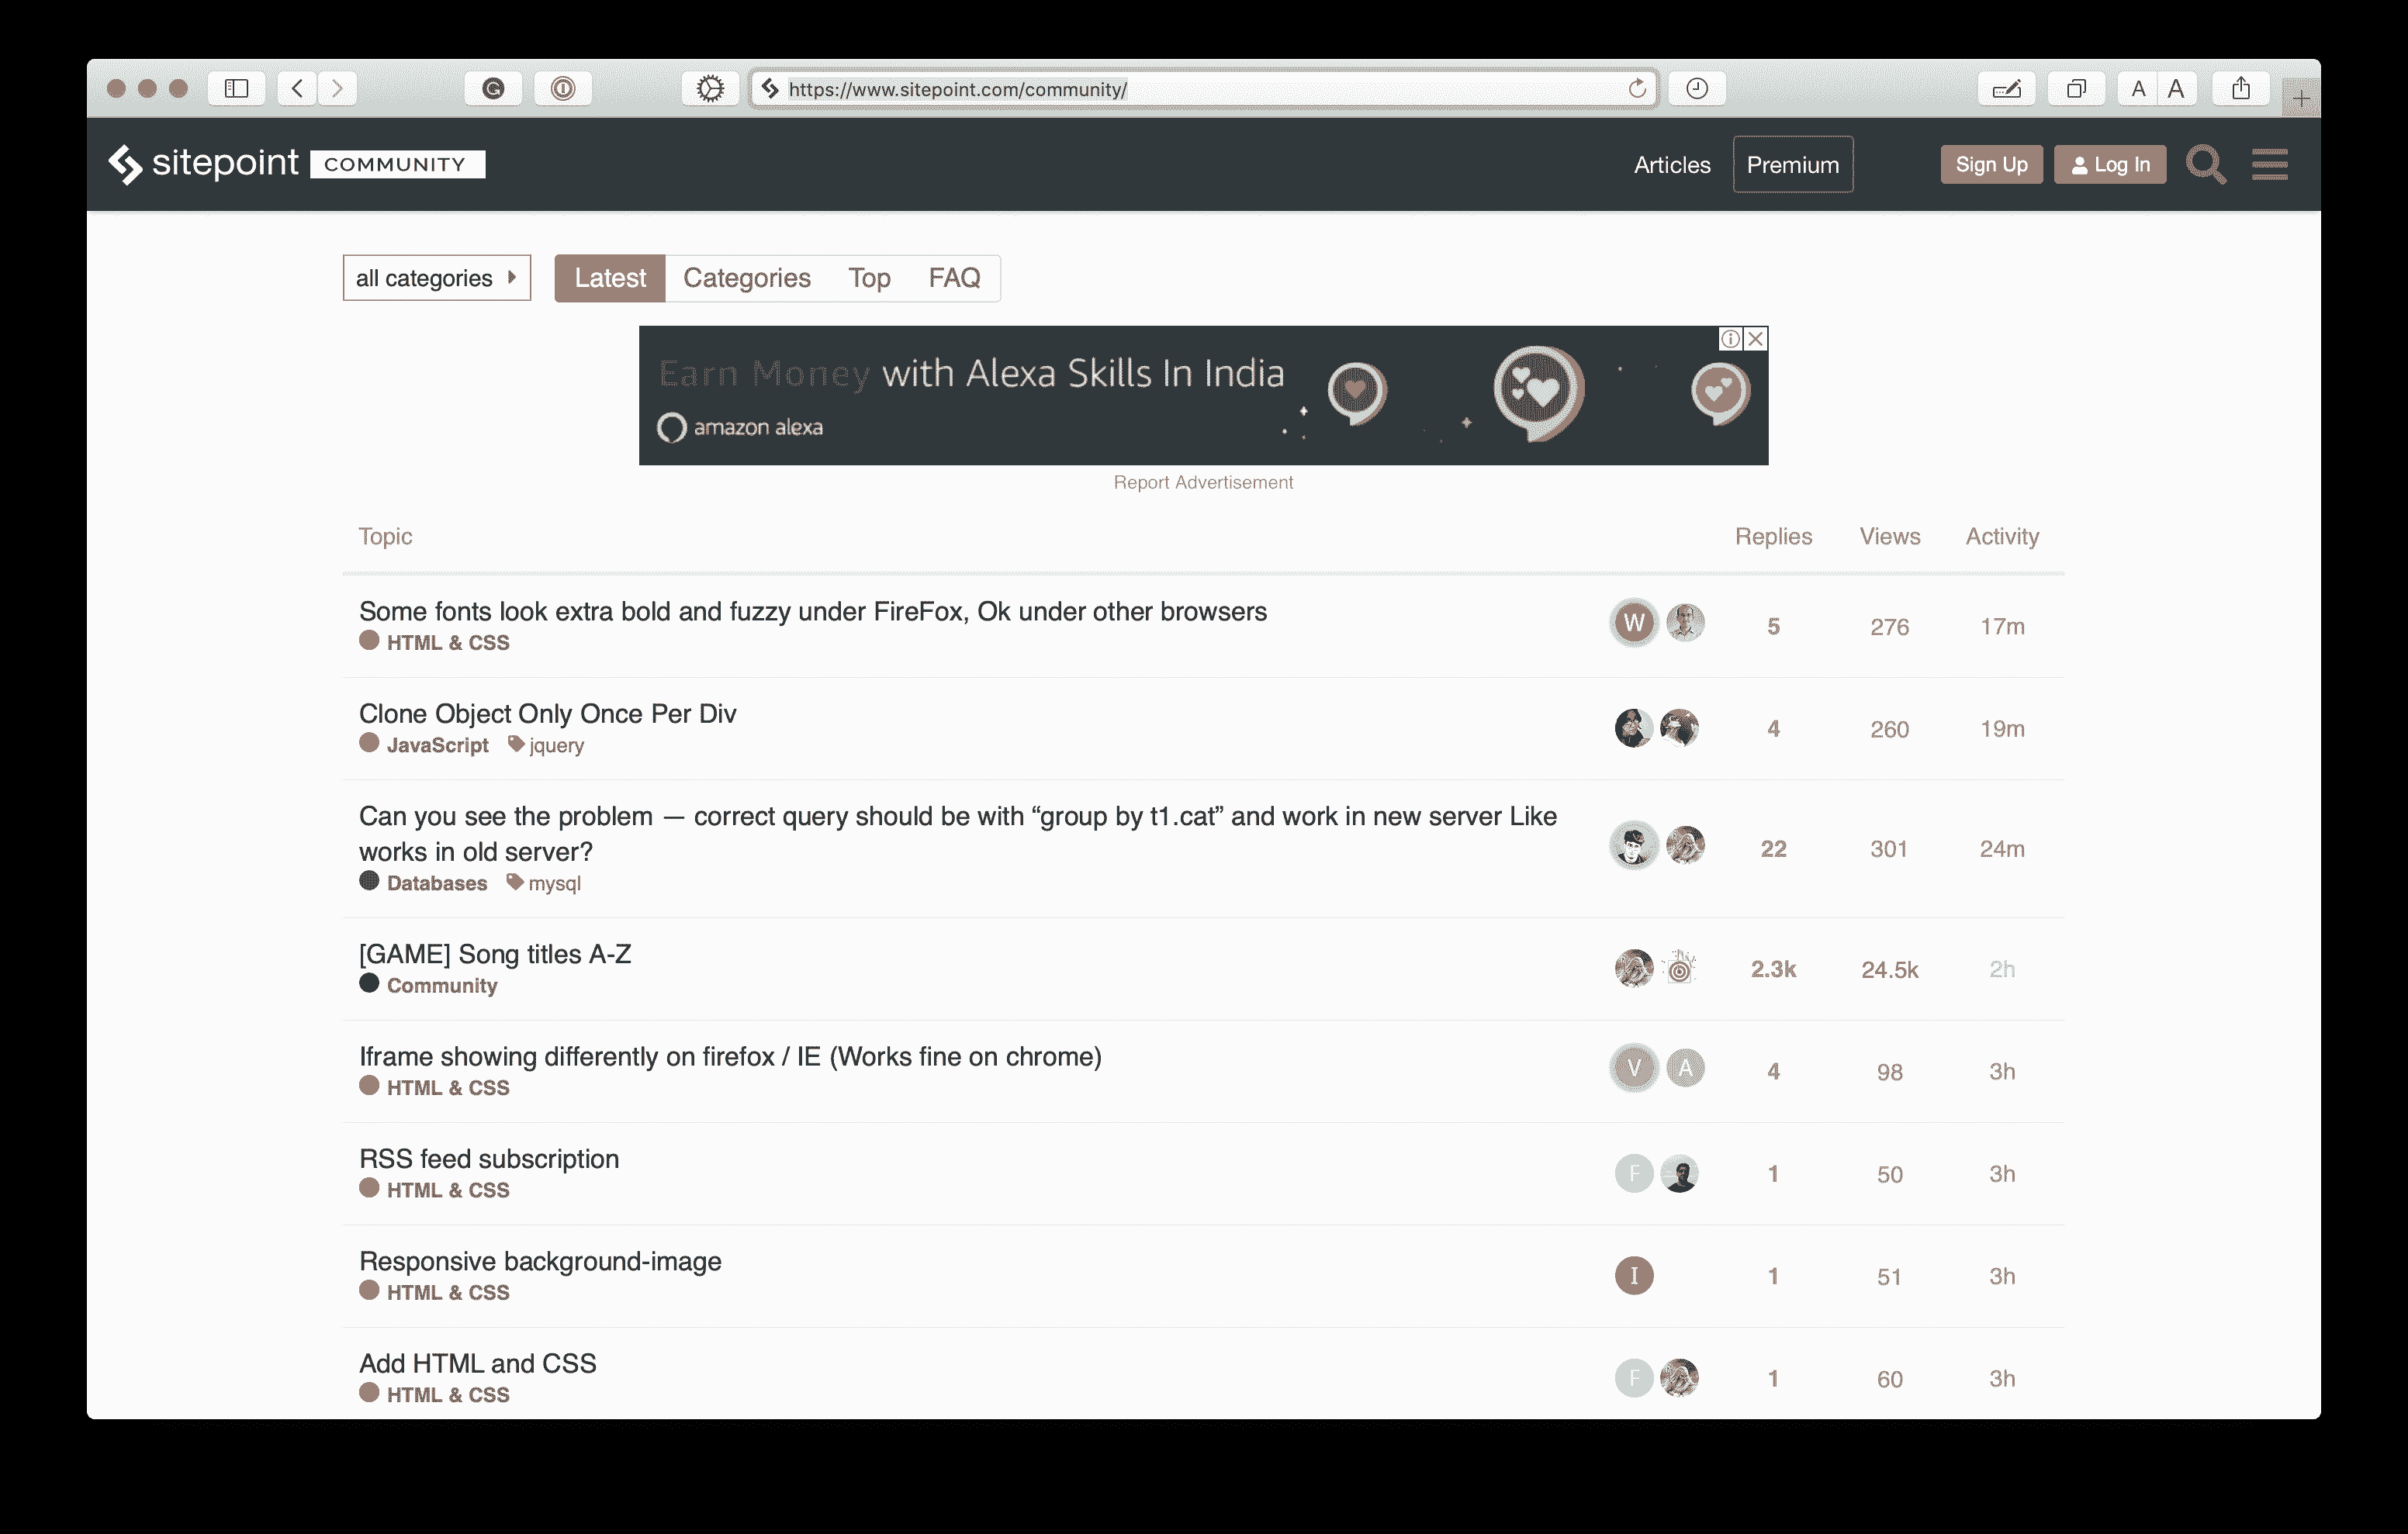 https://www.sitepoint.com/community/
A A
sitepoint COMMUNITY
Articles Premium Sign Up Log In
all categories Latest Categories Top FAQ
Earn Money with Alexa Skills In India
amazon alexa
Report Advertisement
Topic Replies Views Activity
Some fonts look extra bold and fuzzy under FireFox, Ok under other browsers
HTML & CSS
W 5 276 17m
Clone Object Only Once Per Div
JavaScript jquery
4 260 19m
Can you see the problem — correct query should be with “group by t1.cat” and work in new server Like
works in old server?
Databases mysql
22 301 24m
[GAME] Song titles A-Z
Community
2.3k 24.5k 2h
Iframe showing differently on firefox / IE (Works fine on chrome)
HTML & CSS
V A 4 98 3h
RSS feed subscription
HTML & CSS
F 1 50 3h
Responsive background-image
HTML & CSS
I 1 51 3h
Add HTML and CSS
HTML & CSS
F 1 60 3h